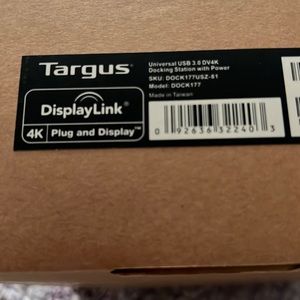 Targus
Universal USB 3.0 DV4K
Docking Station with Power
SKU: DOCK177USZ-81
Model: DOCK177
Made in Taiwan
DisplayLink®
4K Plug and Display™
0 92636 32240 3